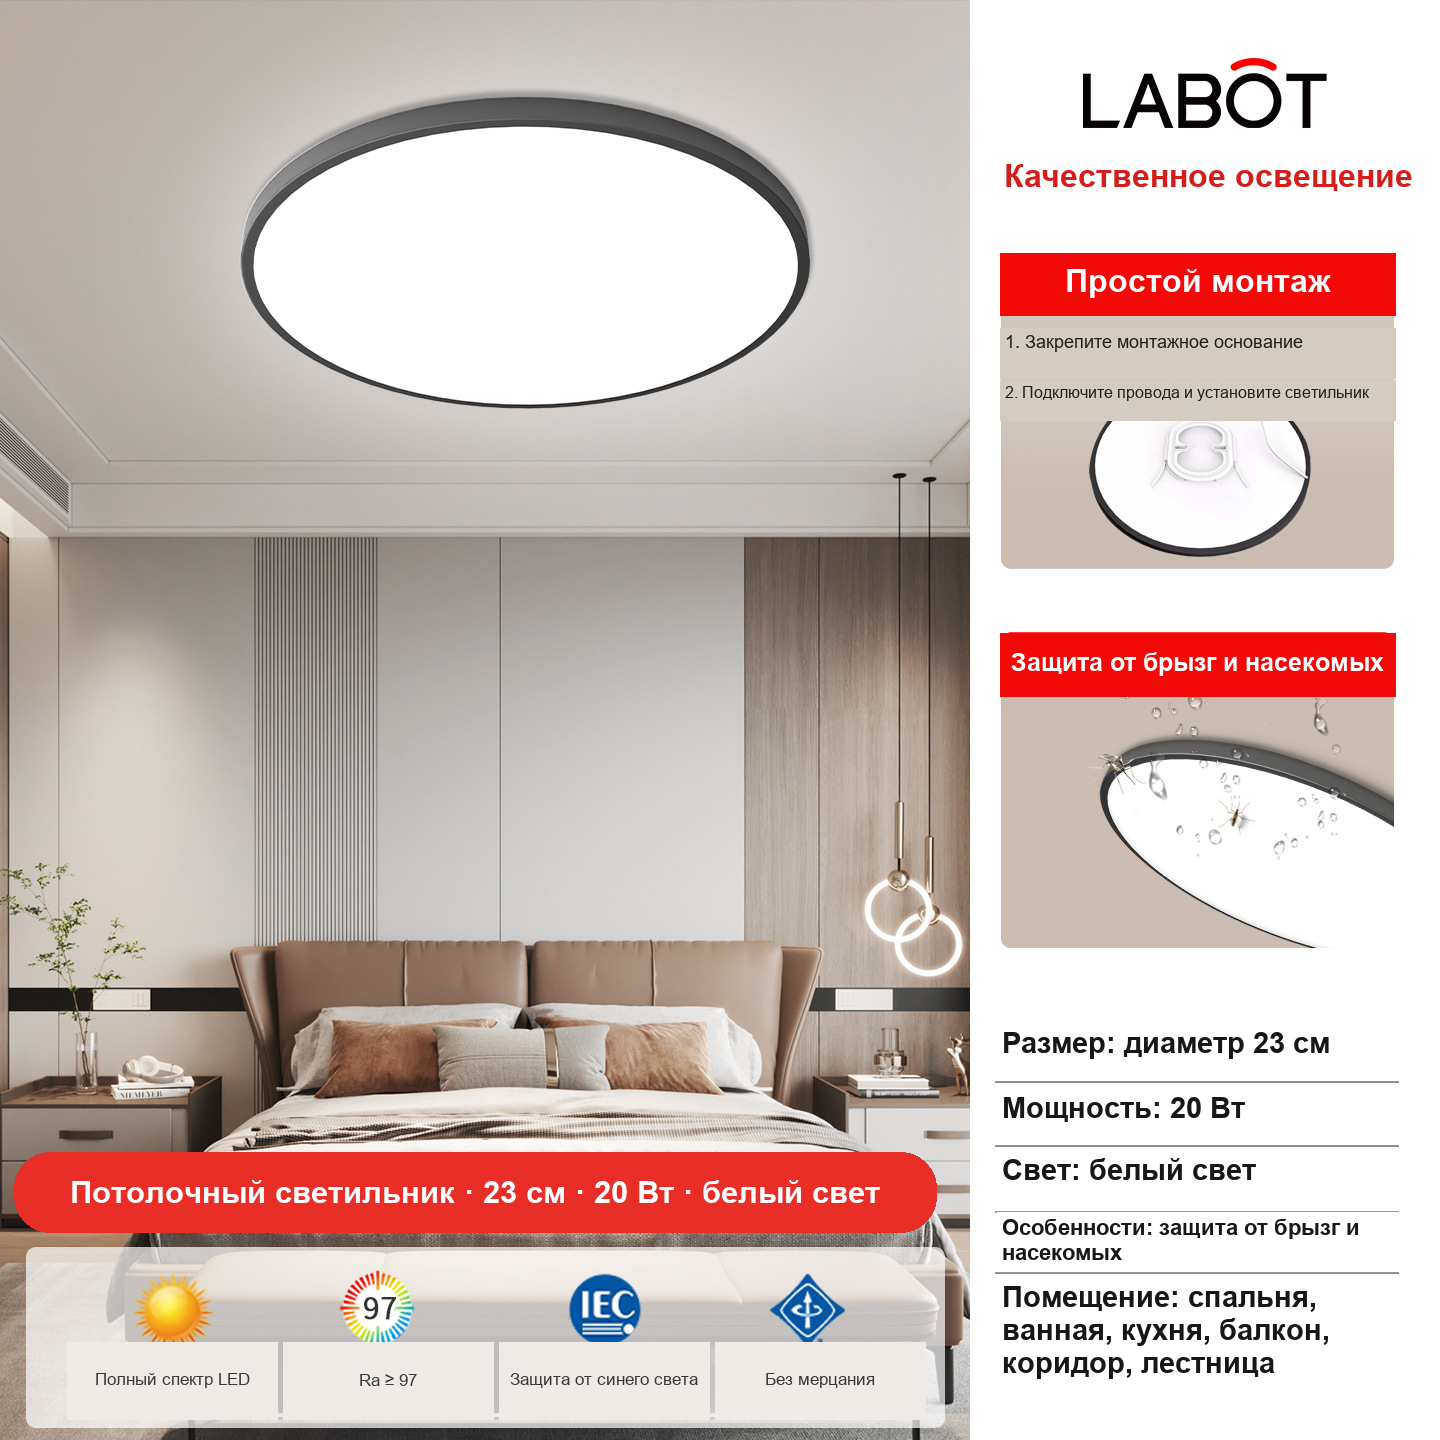 LABOT
Качественное освещение
Простой монтаж
1. Закрепите монтажное основание
2. Подключите провода и установите светильник
Защита от брызг и насекомых
Размер: диаметр 23 см
Мощность: 20 Вт
Свет: белый свет
Особенности: защита от брызг и
насекомых
Помещение: спальня,
ванная, кухня, балкон,
коридор, лестница
NIEMEYER
Потолочный светильник · 23 см · 20 Вт · белый свет
97
IEC
Полный спектр LED
Ra ≥ 97
Защита от синего света
Без мерцания